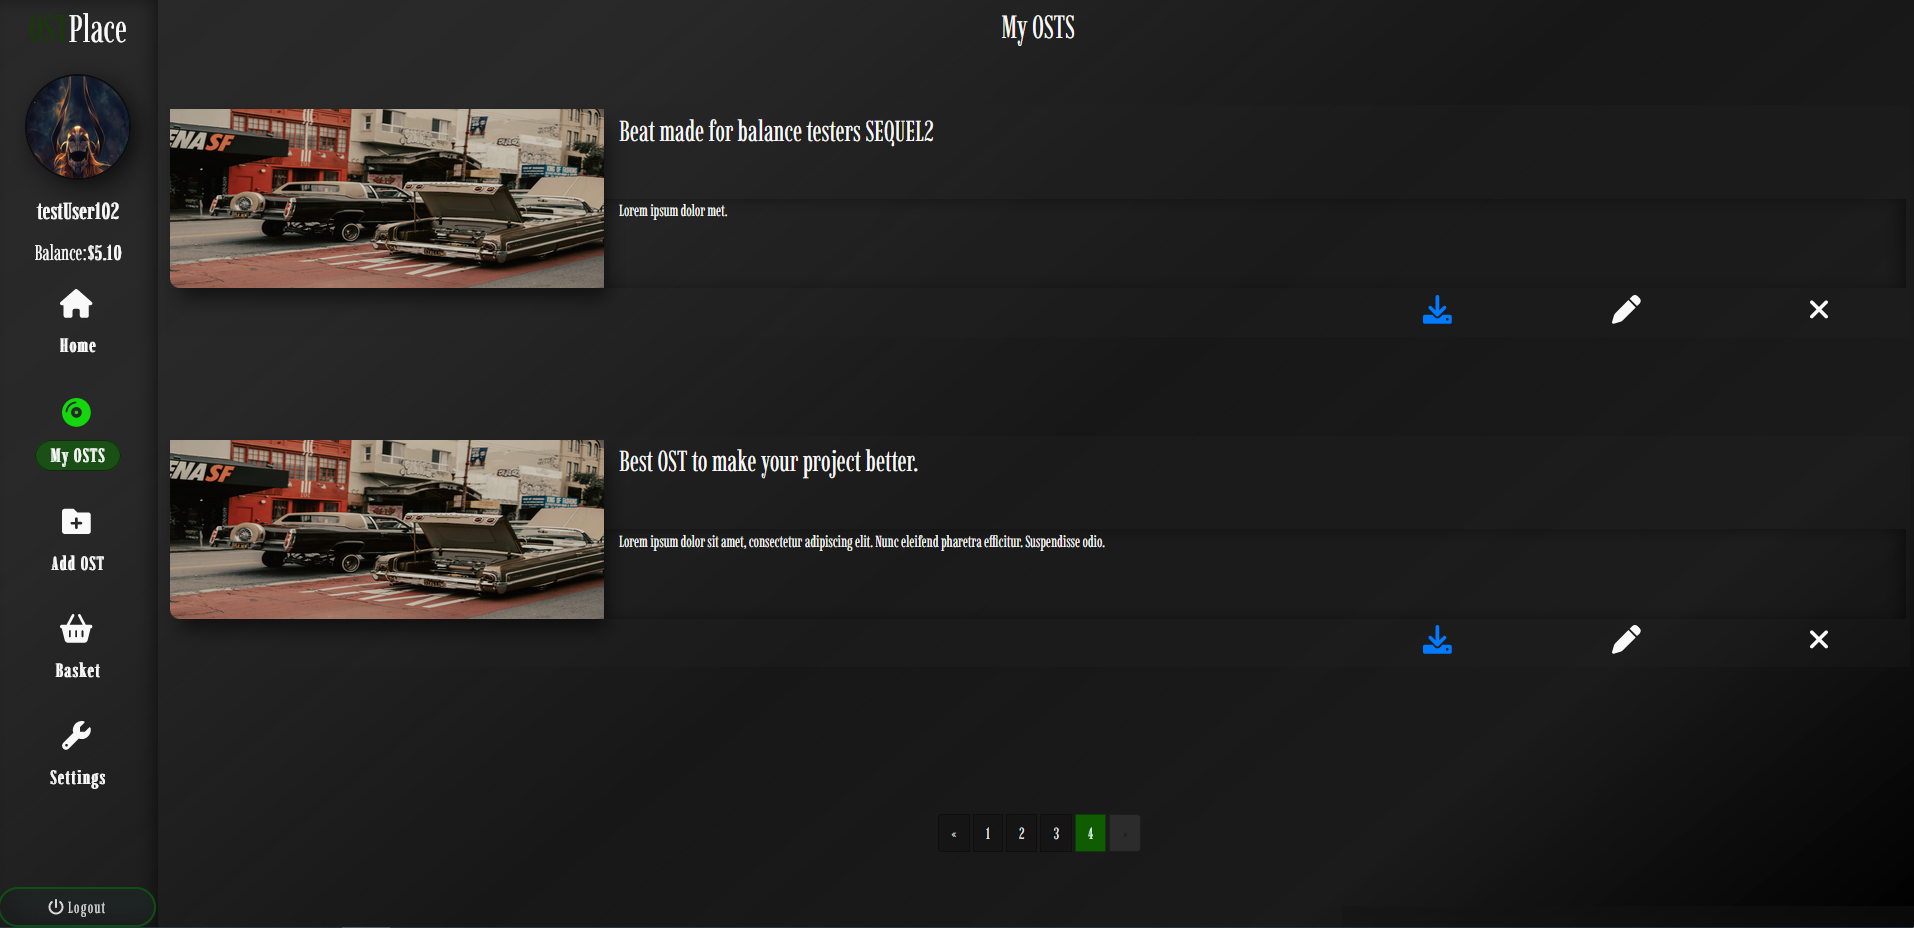 OSTPlace
testUser102
Balance:$5.10
Home
My OSTS
Add OST
Basket
Settings
Logout
My OSTS
ENASF
Beat made for balance testers SEQUEL2
Lorem ipsum dolor met.
ENASF
Best OST to make your project better.
Lorem ipsum dolor sit amet, consectetur adipiscing elit. Nunc eleifend pharetra efficitur. Suspendisse odio.
« 1 2 3 4 »